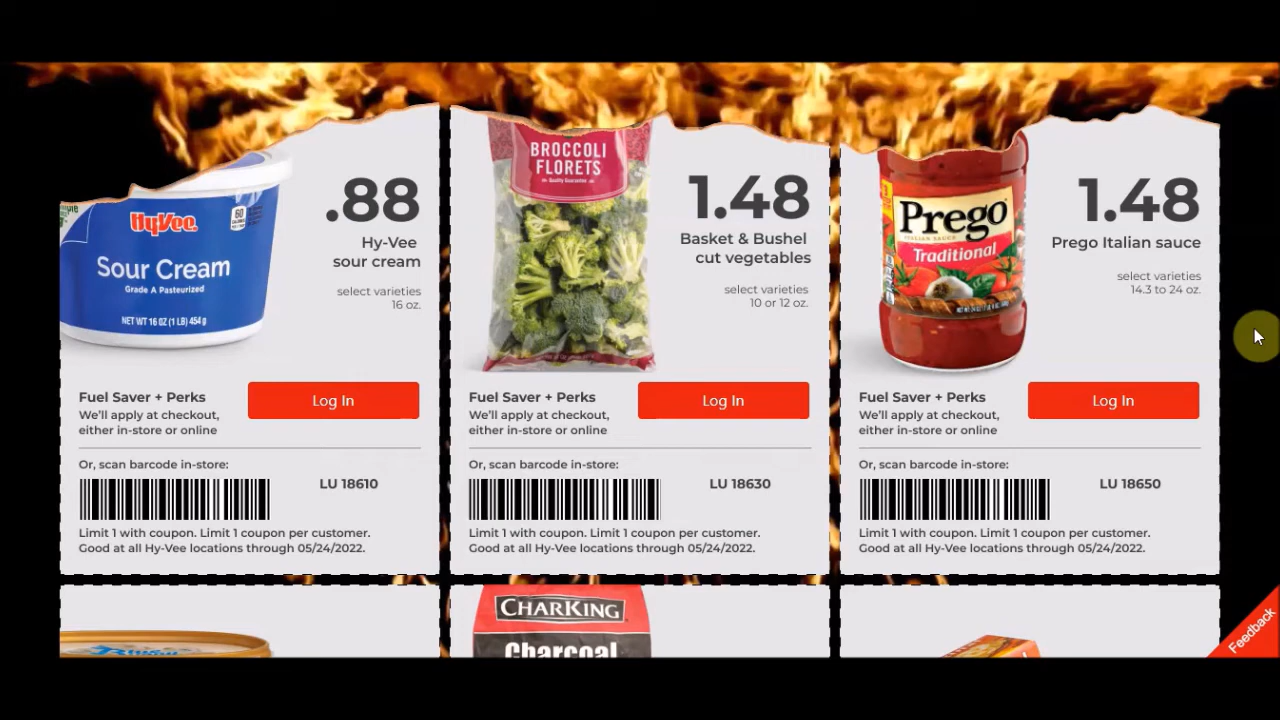 .88
Hy-Vee
sour cream
select varieties
16 oz.
HyVee.
60
Sour Cream
Grade A Pasteurized
NET WT 16 OZ (1 LB) 454 g
Fuel Saver + Perks
We'll apply at checkout,
either in-store or online
Log In
Or, scan barcode in-store:
LU 18610
Limit 1 with coupon. Limit 1 coupon per customer.
Good at all Hy-Vee locations through 05/24/2022.
BROCCOLI
FLORETS
Quality Guarantee
1.48
Basket & Bushel
cut vegetables
select varieties
10 or 12 oz.
Fuel Saver + Perks
We'll apply at checkout,
either in-store or online
Log In
Or, scan barcode in-store:
LU 18630
Limit 1 with coupon. Limit 1 coupon per customer.
Good at all Hy-Vee locations through 05/24/2022.
Prego
ITALIAN SAUCE
Traditional
1.48
Prego Italian sauce
select varieties
14.3 to 24 oz.
Fuel Saver + Perks
We'll apply at checkout,
either in-store or online
Log In
Or, scan barcode in-store:
LU 18650
Limit 1 with coupon. Limit 1 coupon per customer.
Good at all Hy-Vee locations through 05/24/2022.
CHARKING
Charcoal
Feedback